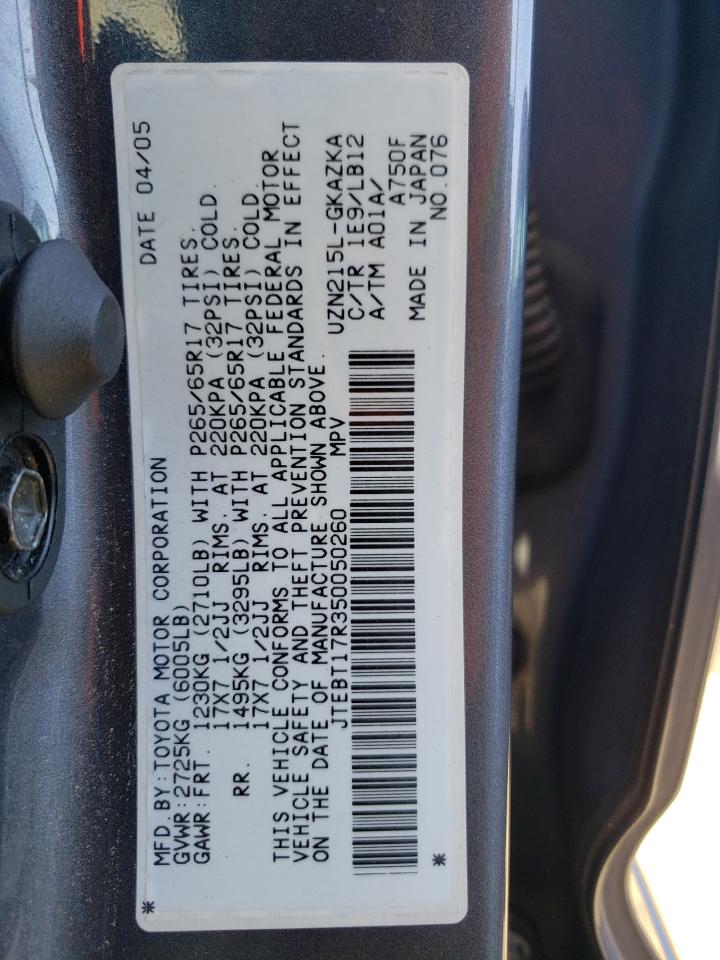 MFD.BY:TOYOTA MOTOR CORPORATION DATE 04/05
GVWR:2725KG (6005LB)
GAWR:FRT. 1230KG (2710LB) WITH P265/65R17 TIRES.
17X7 1/2JJ RIMS. AT 220KPA (32PSI) COLD.
RR. 1495KG (3295LB) WITH P265/65R17 TIRES.
17X7 1/2JJ RIMS. AT 220KPA (32PSI) COLD.
THIS VEHICLE CONFORMS TO ALL APPLICABLE FEDERAL MOTOR
VEHICLE SAFETY AND THEFT PREVENTION STANDARDS IN EFFECT
ON THE DATE OF MANUFACTURE SHOWN ABOVE.
JTEBT17R350050260 MPV
UZN215L-GKAZKA
C/TR 1E9/LB12
A/TM A01A/
A750F
MADE IN JAPAN
NO.076